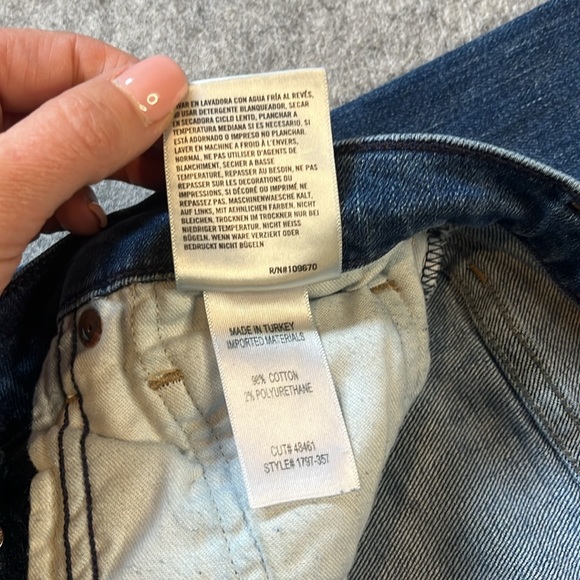 AR EN LAVADORA CON AGUA FRÍA AL REVÉS,
USAR DETERGENTE BLANQUEADOR, SECAR
EN SECADORA CICLO LENTO, PLANCHAR A
TEMPERATURA MEDIANA SI ES NECESARIO, SI
ESTÁ ADORNADO O IMPRESO NO PLANCHAR.
LAVER EN MACHINE A FROID À L'ENVERS,
NORMAL, NE PAS UTILISER D'AGENTS DE
BLANCHIMENT, SECHER A BASSE
TEMPERATURE, REPASSER AU BESOIN, NE PAS
REPASSER SUR LES DECORATIONS OU
IMPRESSIONS, SI DÉCORÉ OU IMPRIMÉ NE
REPASSEZ PAS. MASCHINENWAESCHE KALT,
AUF LINKS, MIT AEHNLICHEN FARBEN. NICHT
BLEICHEN. TROCKNEN IM TROCKNER NUR BEI
NIEDRIGER TEMPERATUR, NICHT HEISS
BÜGELN. WENN WARE VERZIERT ODER
BEDRUCKT NICHT BÜGELN
R/N#109670
MADE IN TURKEY
IMPORTED MATERIALS
98% COTTON
2% POLYURETHANE
CUT# 48461
STYLE# 1797-357